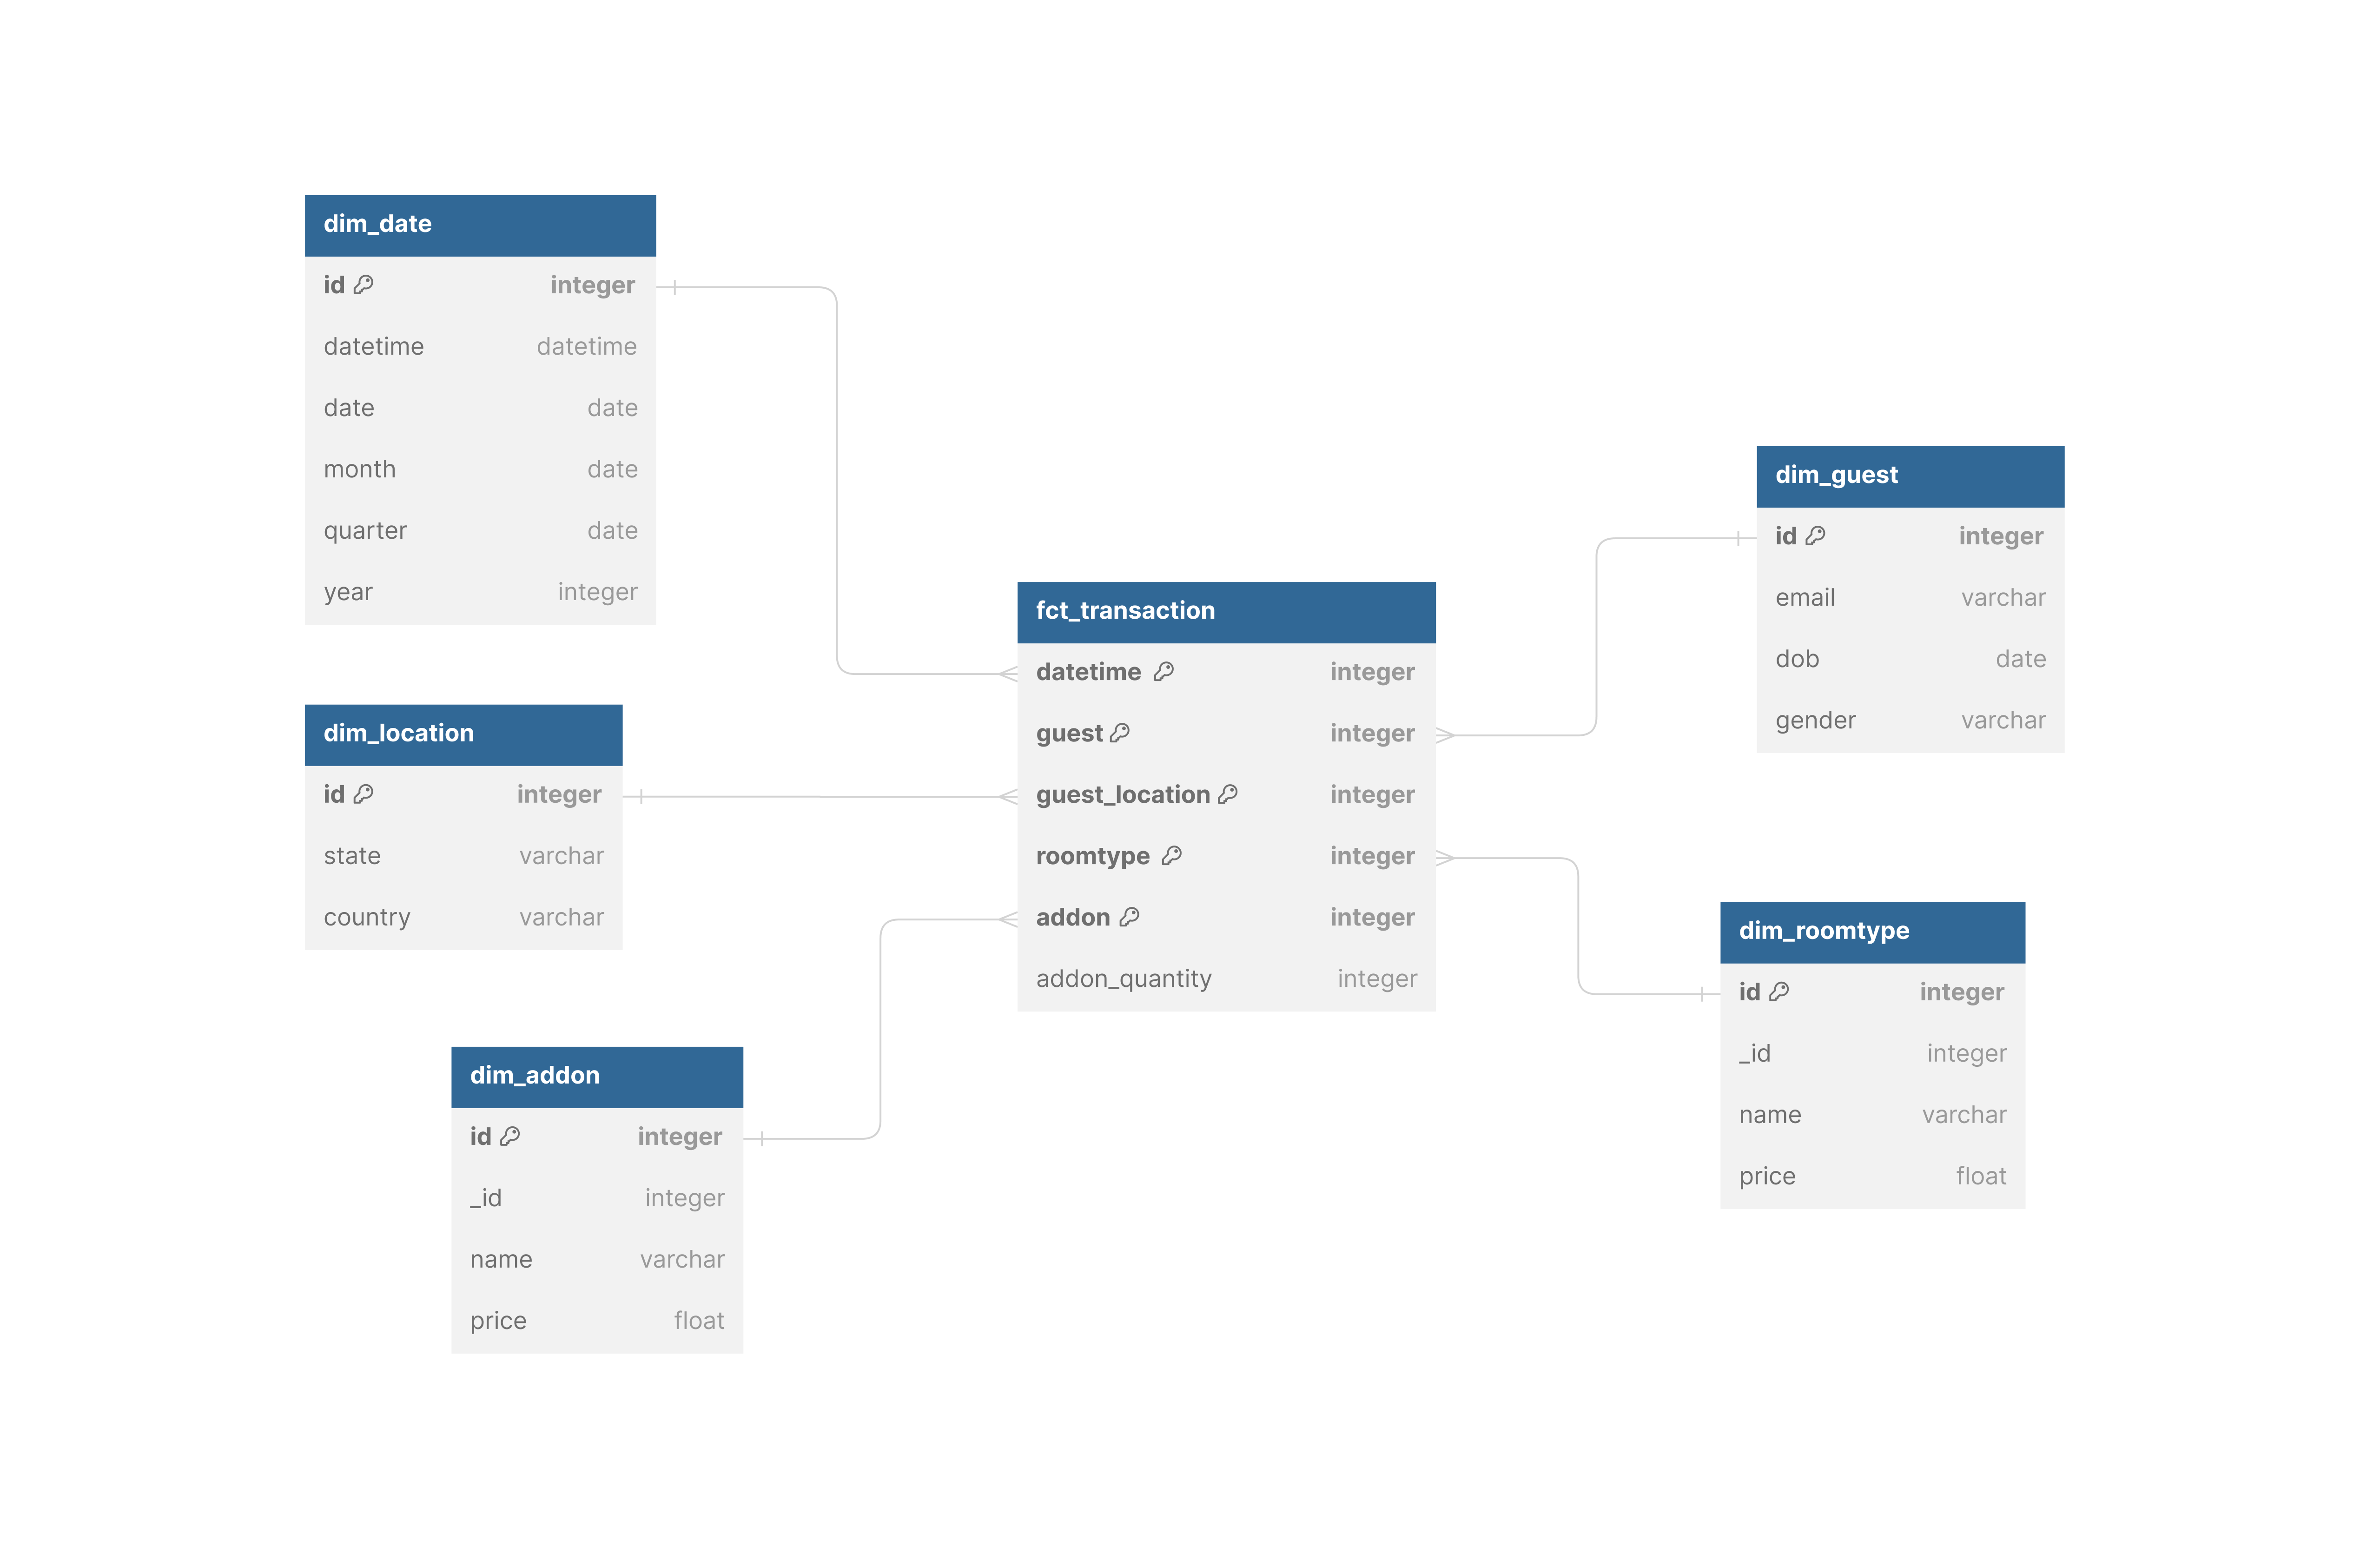 dim_date
id integer
datetime datetime
date date
month date
quarter date
year integer
dim_location
id integer
state varchar
country varchar
dim_addon
id integer
_id integer
name varchar
price float
fct_transaction
datetime integer
guest integer
guest_location integer
roomtype integer
addon integer
addon_quantity integer
dim_guest
id integer
email varchar
dob date
gender varchar
dim_roomtype
id integer
_id integer
name varchar
price float